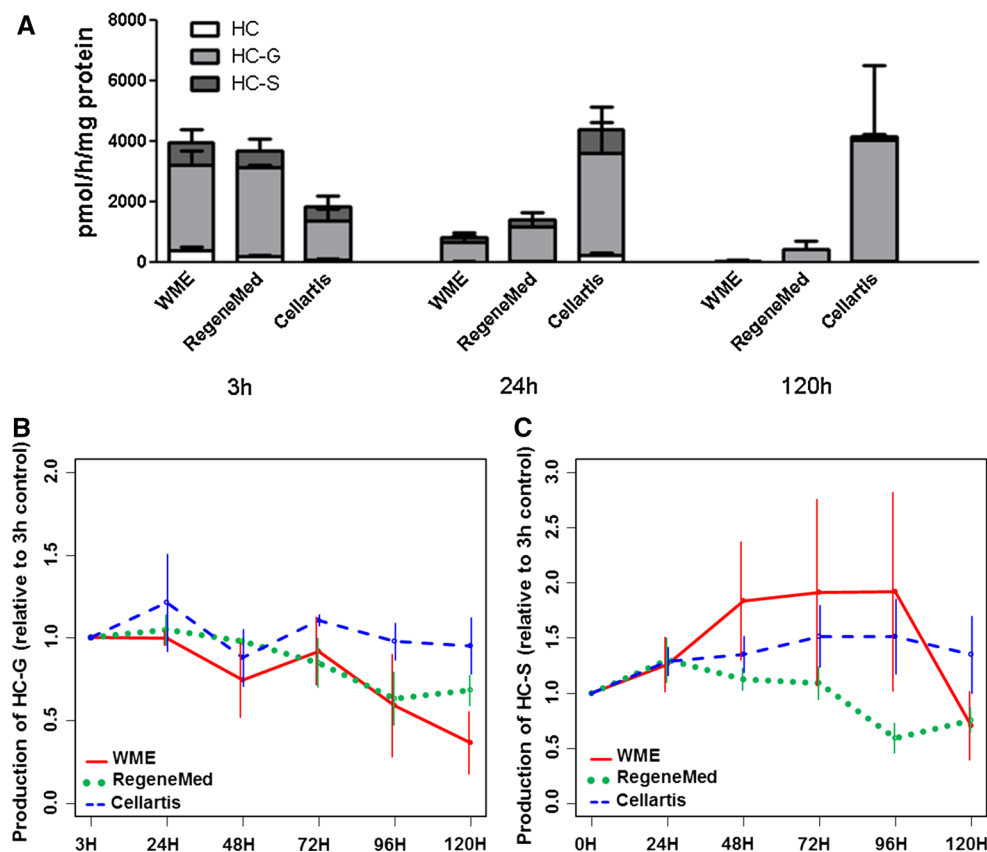 A
pmol/h/mg protein
8000
6000
4000
2000
0
HC
HC-G
HC-S
WME
RegeneMed
Cellartis
WME
RegeneMed
Cellartis
WME
RegeneMed
Cellartis
3h
24h
120h
B
Production of HC-G (relative to 3h control)
2.0
1.5
1.0
0.5
0.0
WME
RegeneMed
Cellartis
3H
24H
48H
72H
96H
120H
C
Production of HC-S (relative to 3h control)
3.0
2.5
2.0
1.5
1.0
0.5
0.0
WME
RegeneMed
Cellartis
0H
24H
48H
72H
96H
120H